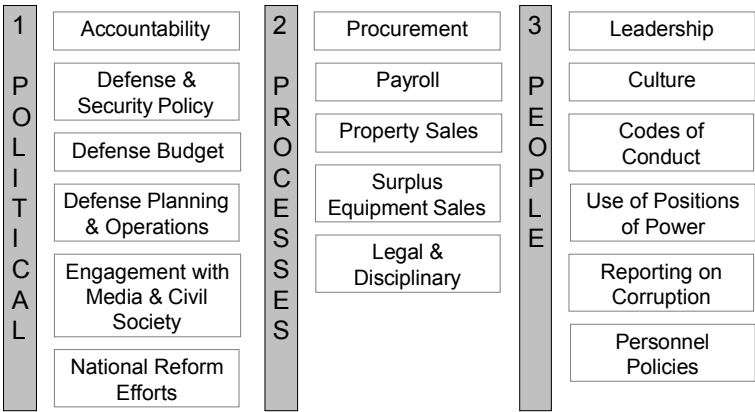 1 POLITICAL
Accountability
Defense &
Security Policy
Defense Budget
Defense Planning
& Operations
Engagement with
Media & Civil
Society
National Reform
Efforts
2 PROCESSES
Procurement
Payroll
Property Sales
Surplus
Equipment Sales
Legal &
Disciplinary
3 PEOPLE
Leadership
Culture
Codes of
Conduct
Use of Positions
of Power
Reporting on
Corruption
Personnel
Policies